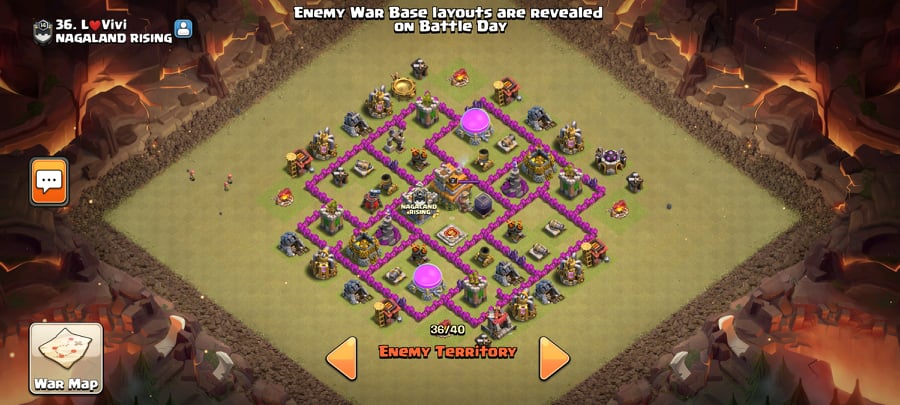 Enemy War Base layouts are revealed
on Battle Day
36. L♥Vivi
NAGALAND RISING
NAGALAND
RISING
36/40
Enemy Territory
War Map